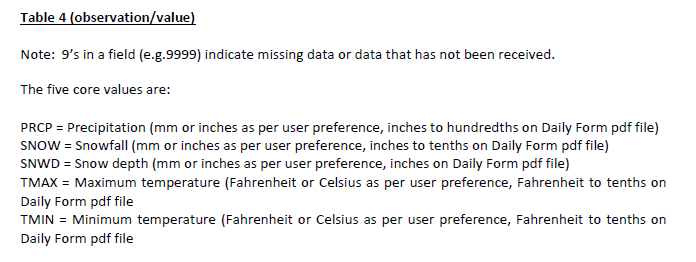 Table 4 (observation/value)
Note: 9's in a field (e.g.9999) indicate missing data or data that has not been received.
The five core values are:
PRCP = Precipitation (mm or inches as per user preference, inches to hundredths on Daily Form pdf file)
SNOW = Snowfall (mm or inches as per user preference, inches to tenths on Daily Form pdf file)
SNWD = Snow depth (mm or inches as per user preference, inches on Daily Form pdf file)
TMAX = Maximum temperature (Fahrenheit or Celsius as per user preference, Fahrenheit to tenths on
Daily Form pdf file
TMIN = Minimum temperature (Fahrenheit or Celsius as per user preference, Fahrenheit to tenths on
Daily Form pdf file